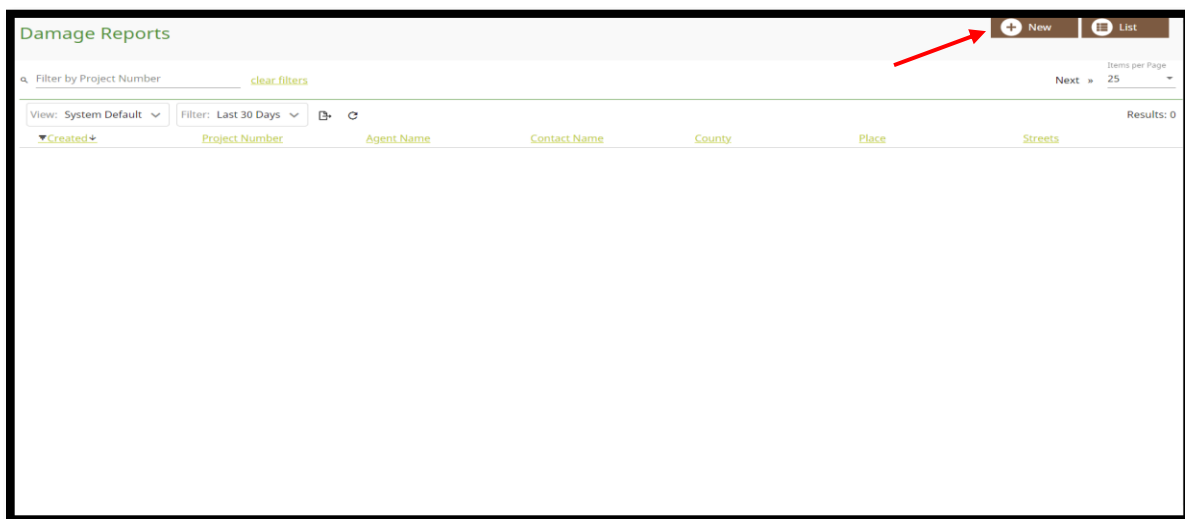 Damage Reports
New
List
Filter by Project Number
clear filters
Next »
Items per Page
25
View: System Default
Filter: Last 30 Days
Results: 0
Created
Project Number
Agent Name
Contact Name
County
Place
Streets